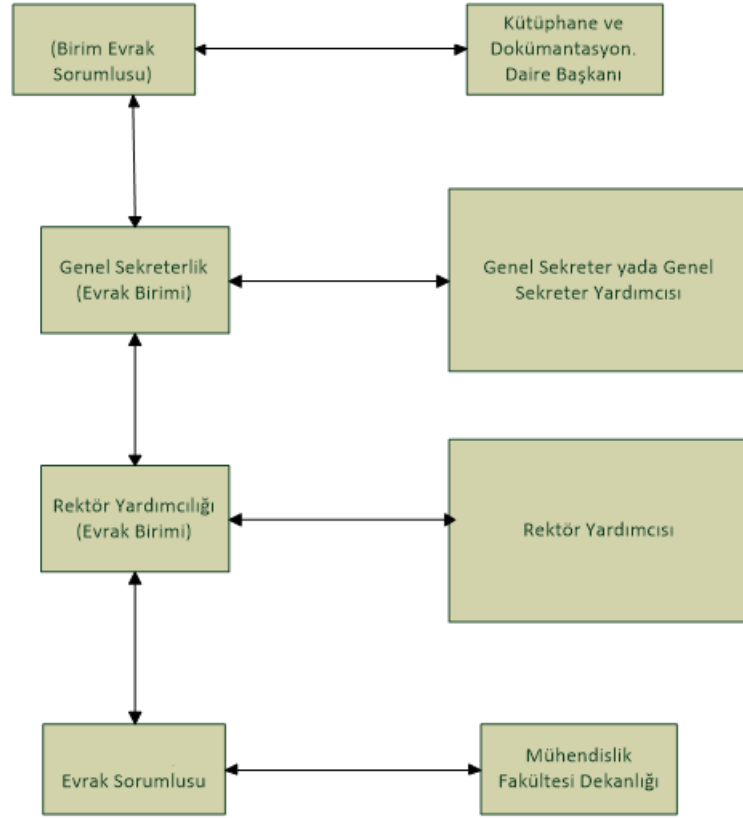 (Birim Evrak
Sorumlusu)
Kütüphane ve
Dokümantasyon.
Daire Başkanı
Genel Sekreterlik
(Evrak Birimi)
Genel Sekreter yada Genel
Sekreter Yardımcısı
Rektör Yardımcılığı
(Evrak Birimi)
Rektör Yardımcısı
Evrak Sorumlusu
Mühendislik
Fakültesi Dekanlığı